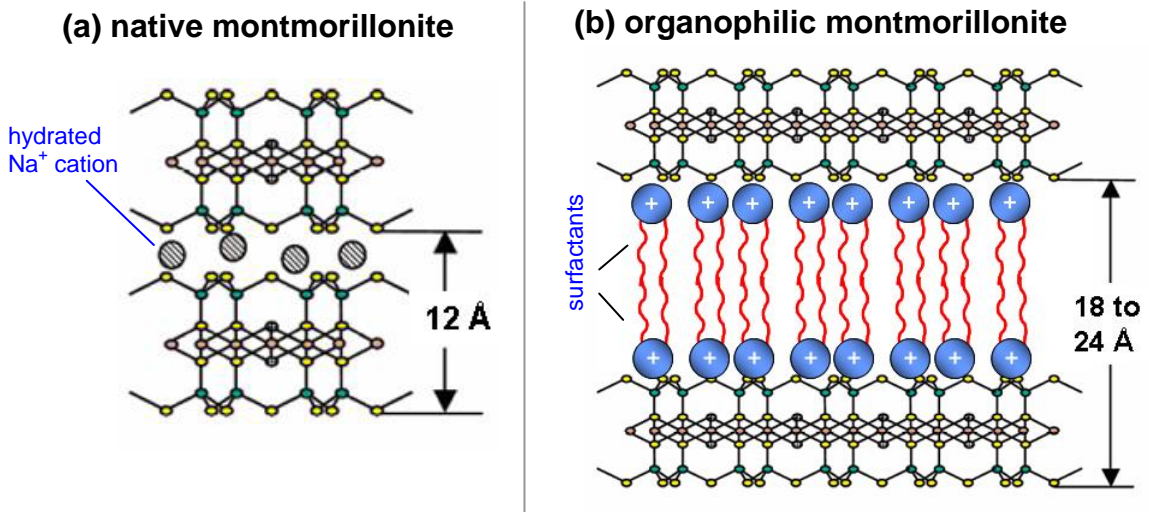 (a) native montmorillonite
hydrated
Na⁺ cation
12 Å
(b) organophilic montmorillonite
+ + + + + + + +
surfactants
18 to
24 Å
+ + + + + + + +